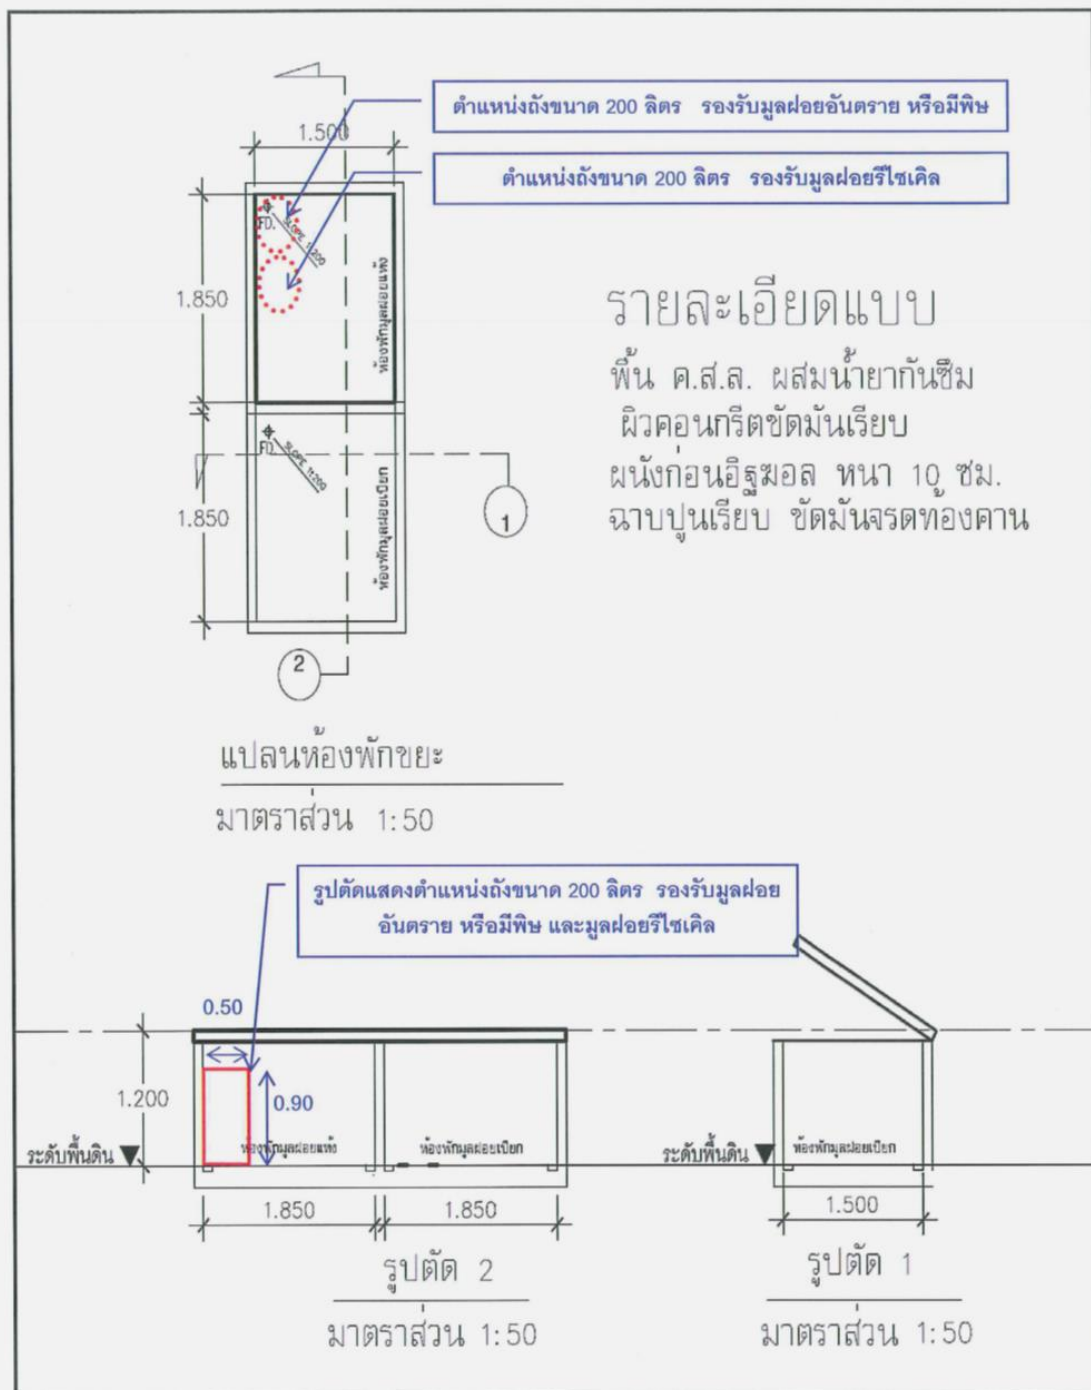 ตำแหน่งถังขนาด 200 ลิตร รองรับมูลฝอยอันตราย หรือมีพิษ
1.500
ตำแหน่งถังขนาด 200 ลิตร รองรับมูลฝอยรีไซเคิล
FD.
SLOPE 1:200
1.850
ห้องพักมูลฝอยแห้ง
รายละเอียดแบบ
พื้น ค.ส.ล. ผสมน้ำยากันซึม
ผิวคอนกรีตขัดมันเรียบ
ผนังก่อนอิฐฆอล หนา 10 ซม.
ฉาบปูนเรียบ ขัดมันจรดท้องคาน
FD.
SLOPE 1:200
1.850
ห้องพักมูลฝอยเปียก
1
2
แปลนห้องพักขยะ
มาตราส่วน 1:50
รูปตัดแสดงตำแหน่งถังขนาด 200 ลิตร รองรับมูลฝอย
อันตราย หรือมีพิษ และมูลฝอยรีไซเคิล
0.50
1.200
0.90
ระดับพื้นดิน
ห้องพักมูลฝอยแห้ง
ห้องพักมูลฝอยเปียก
1.850
1.850
รูปตัด 2
มาตราส่วน 1:50
ระดับพื้นดิน
ห้องพักมูลฝอยเปียก
1.500
รูปตัด 1
มาตราส่วน 1:50